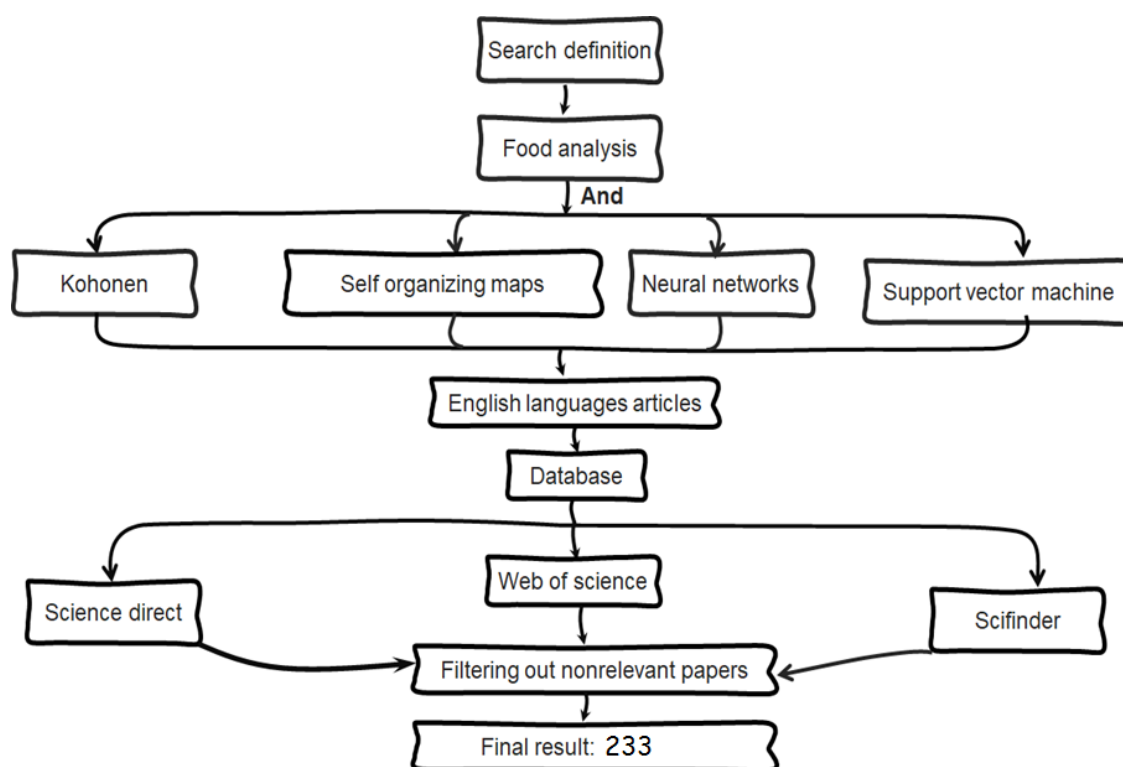 Search definition
Food analysis
And
Kohonen
Self organizing maps
Neural networks
Support vector machine
English languages articles
Database
Science direct
Web of science
Scifinder
Filtering out nonrelevant papers
Final result: 233